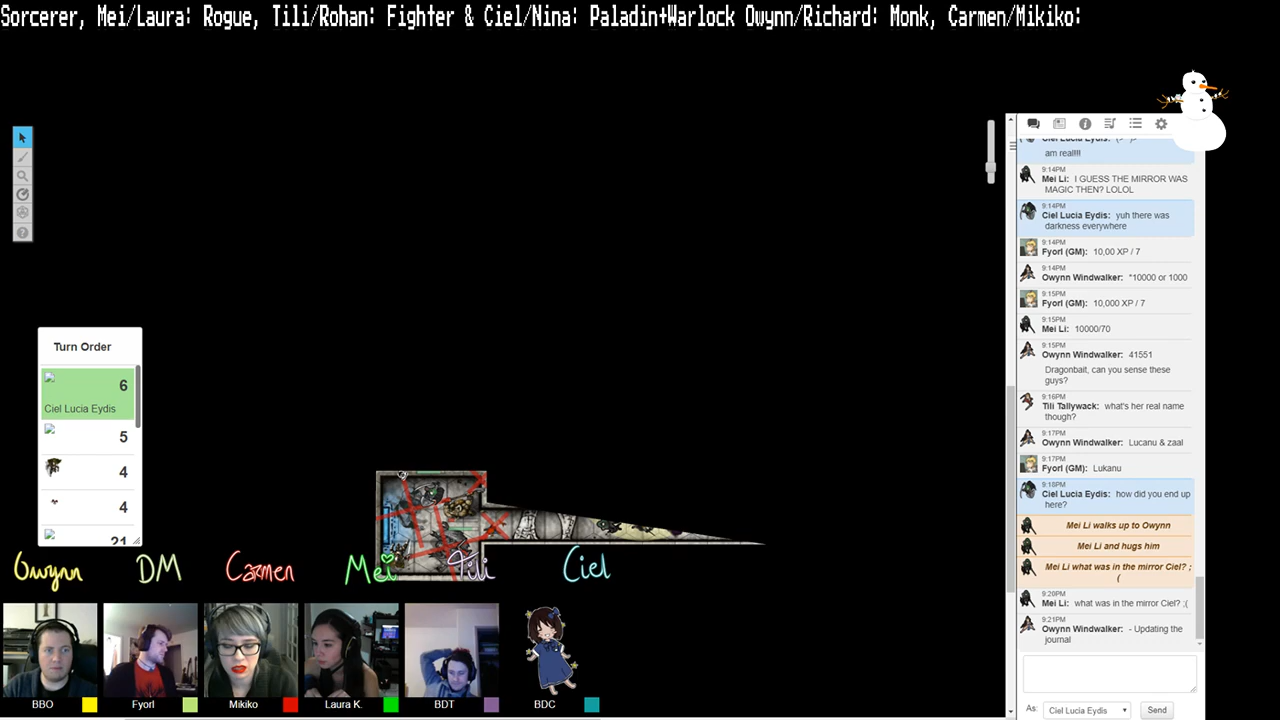 Sorcerer, Mei/Laura: Rogue, Tili/Rohan: Fighter & Ciel/Nina: Paladin+Warlock Owynn/Richard: Monk, Carmen/Mikiko:
am real!!!!
9:14PM
Mei Li: I GUESS THE MIRROR WAS
MAGIC THEN? LOLOL
9:14PM
Ciel Lucia Eydis: yuh there was
darkness everywhere
9:14PM
Fyorl (GM): 10,00 XP / 7
9:14PM
Owynn Windwalker: *10000 or 1000
9:15PM
Fyorl (GM): 10,000 XP / 7
9:15PM
Mei Li: 10000/70
9:15PM
Owynn Windwalker: 41551
Dragonbait, can you sense these
guys?
9:16PM
Tili Tallywack: what's her real name
though?
9:17PM
Owynn Windwalker: Lucanu & zaal
9:17PM
Fyorl (GM): Lukanu
9:18PM
Ciel Lucia Eydis: how did you end up
here?
Mei Li walks up to Owynn
Mei Li and hugs him
Mei Li what was in the mirror Ciel? ;
(
9:20PM
Mei Li: what was in the mirror Ciel? ;(
9:21PM
Owynn Windwalker: - Updating the
journal
As: Ciel Lucia Eydis Send
Turn Order
6
Ciel Lucia Eydis
5
4
4
21
Owynn DM Carmen Mei Tili Ciel
BBO Fyorl Mikiko Laura K. BDT BDC